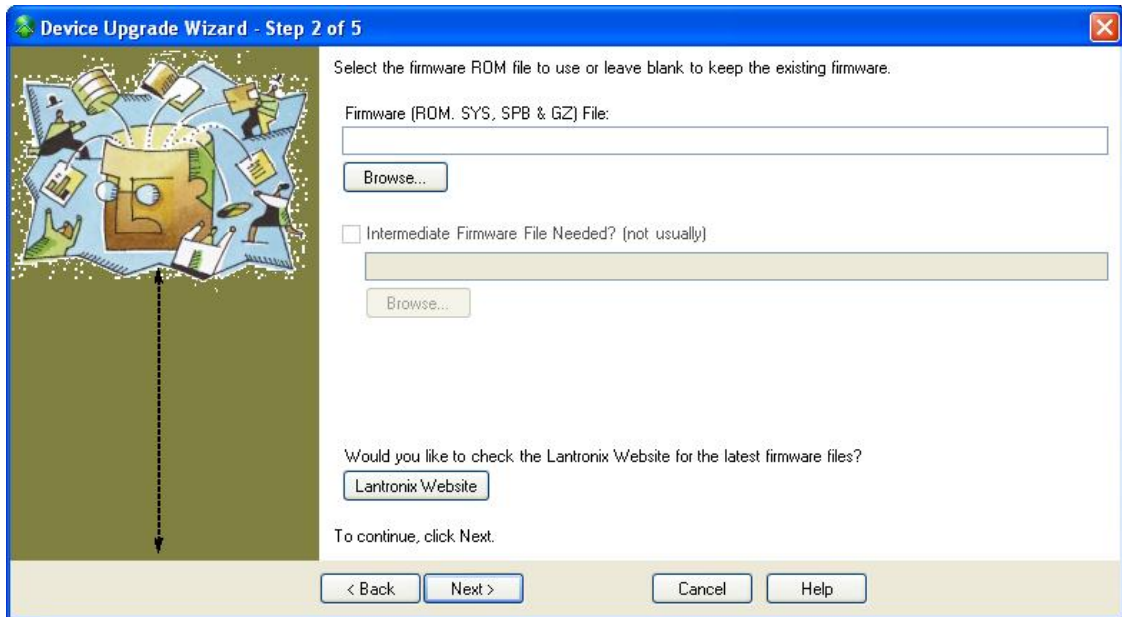 Device Upgrade Wizard - Step 2 of 5
Select the firmware ROM file to use or leave blank to keep the existing firmware.
Firmware (ROM. SYS, SPB & GZ) File:
Browse...
Intermediate Firmware File Needed? (not usually)
Browse...
Would you like to check the Lantronix Website for the latest firmware files?
Lantronix Website
To continue, click Next.
< Back Next > Cancel Help